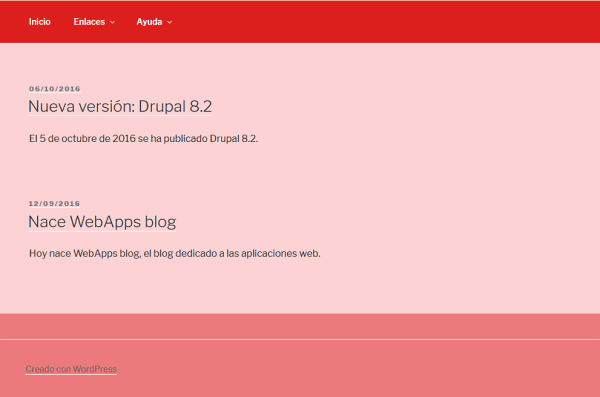 Inicio Enlaces Ayuda
06/10/2016
Nueva versión: Drupal 8.2
El 5 de octubre de 2016 se ha publicado Drupal 8.2.
12/09/2016
Nace WebApps blog
Hoy nace WebApps blog, el blog dedicado a las aplicaciones web.
Creado con WordPress